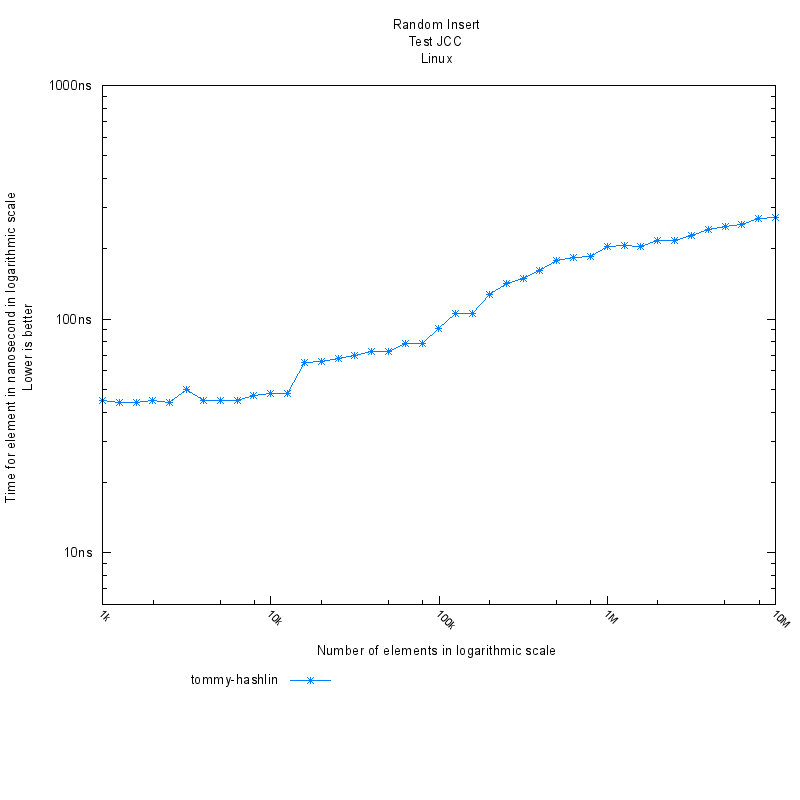 Random Insert
Test JCC
Linux
1000ns
100ns
10ns
Time for element in nanosecond in logarithmic scale
Lower is better
1k
10k
100k
1M
10M
Number of elements in logarithmic scale
tommy-hashlin